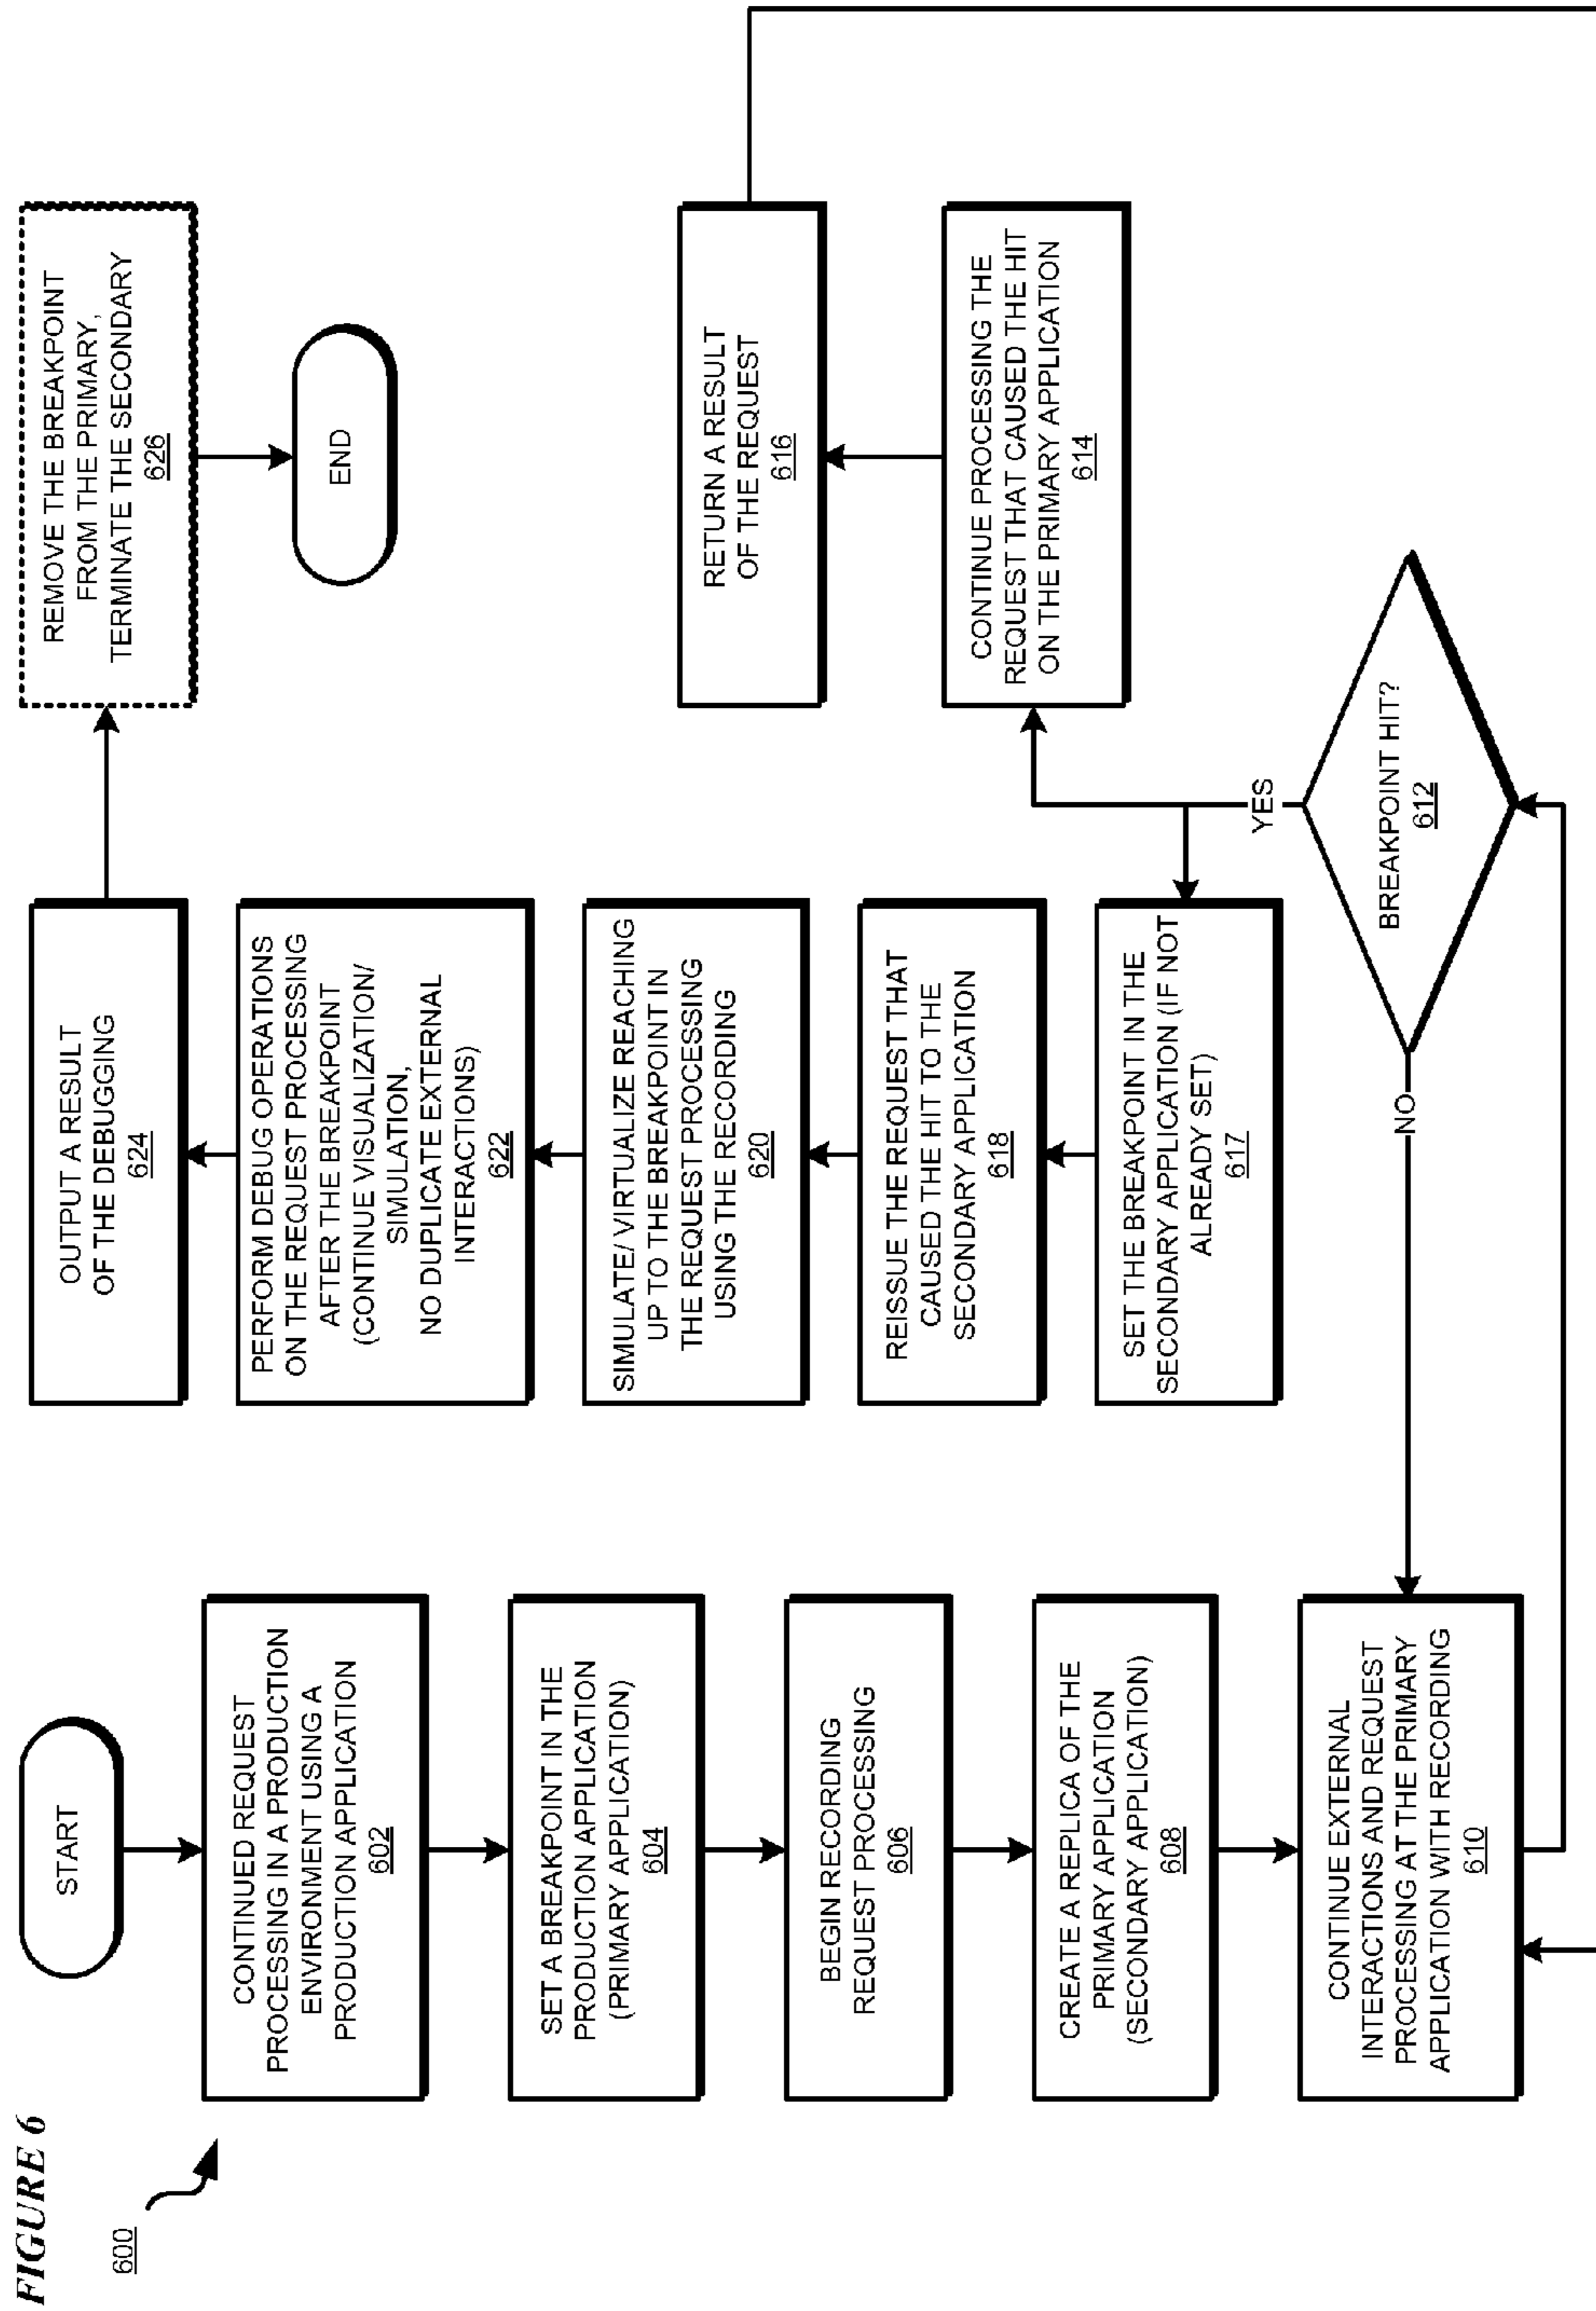 FIGURE 6
600
START
CONTINUED REQUEST
PROCESSING IN A PRODUCTION
ENVIRONMENT USING A
PRODUCTION APPLICATION
602
SET A BREAKPOINT IN THE
PRODUCTION APPLICATION
(PRIMARY APPLICATION)
604
BEGIN RECORDING
REQUEST PROCESSING
606
CREATE A REPLICA OF THE
PRIMARY APPLICATION
(SECONDARY APPLICATION)
608
CONTINUE EXTERNAL
INTERACTIONS AND REQUEST
PROCESSING AT THE PRIMARY
APPLICATION WITH RECORDING
610
NO
BREAKPOINT HIT?
612
YES
OUTPUT A RESULT
OF THE DEBUGGING
624
PERFORM DEBUG OPERATIONS
ON THE REQUEST PROCESSING
AFTER THE BREAKPOINT
(CONTINUE VISUALIZATION/
SIMULATION,
NO DUPLICATE EXTERNAL
INTERACTIONS)
622
SIMULATE/ VIRTUALIZE REACHING
UP TO THE BREAKPOINT IN
THE REQUEST PROCESSING
USING THE RECORDING
620
REISSUE THE REQUEST THAT
CAUSED THE HIT TO THE
SECONDARY APPLICATION
618
SET THE BREAKPOINT IN THE
SECONDARY APPLICATION (IF NOT
ALREADY SET)
617
REMOVE THE BREAKPOINT
FROM THE PRIMARY,
TERMINATE THE SECONDARY
626
END
RETURN A RESULT
OF THE REQUEST
616
CONTINUE PROCESSING THE
REQUEST THAT CAUSED THE HIT
ON THE PRIMARY APPLICATION
614